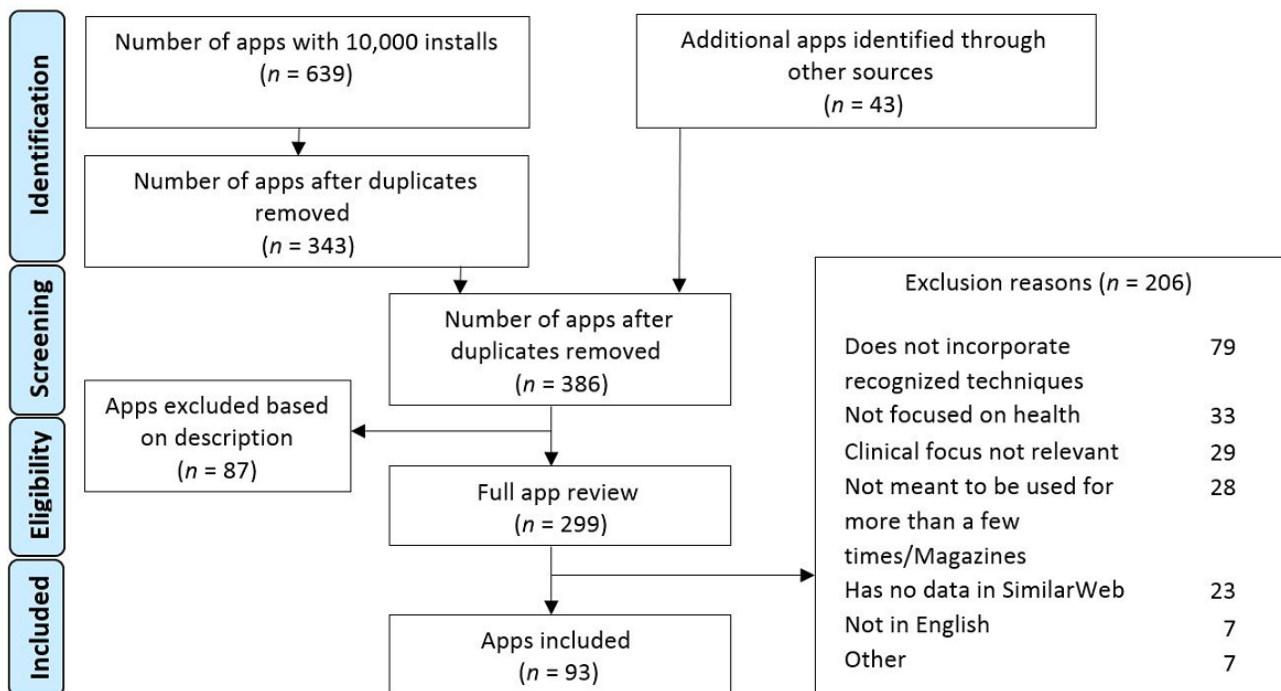 Identification
Number of apps with 10,000 installs
(n = 639)
Additional apps identified through
other sources
(n = 43)
Number of apps after duplicates
removed
(n = 343)
Screening
Number of apps after
duplicates removed
(n = 386)
Eligibility
Apps excluded based
on description
(n = 87)
Full app review
(n = 299)
Exclusion reasons (n = 206)
Does not incorporate 79
recognized techniques
Not focused on health 33
Clinical focus not relevant 29
Not meant to be used for 28
more than a few
times/Magazines
Has no data in SimilarWeb 23
Not in English 7
Other 7
Included
Apps included
(n = 93)